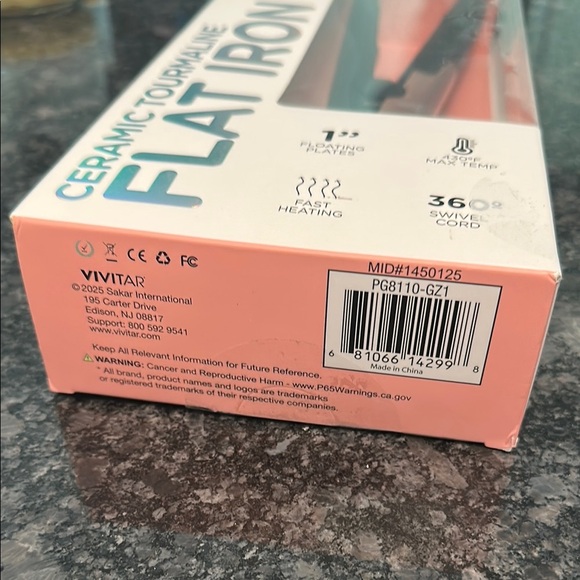 CERAMIC TOURMALINE
FLAT IRON
1”
FLOATING
PLATES
430°F
MAX TEMP
FAST
HEATING
360°
SWIVEL
CORD
CE FC
VIVITAR
©2025 Sakar International
195 Carter Drive
Edison, NJ 08817
Support: 800 592 9541
www.vivitar.com
Keep All Relevant Information for Future Reference.
WARNING: Cancer and Reproductive Harm - www.P65Warnings.ca.gov
* All brand, product names and logos are trademarks
or registered trademarks of their respective companies.
MID#1450125
PG8110-GZ1
6 81066 14299 8
Made in China